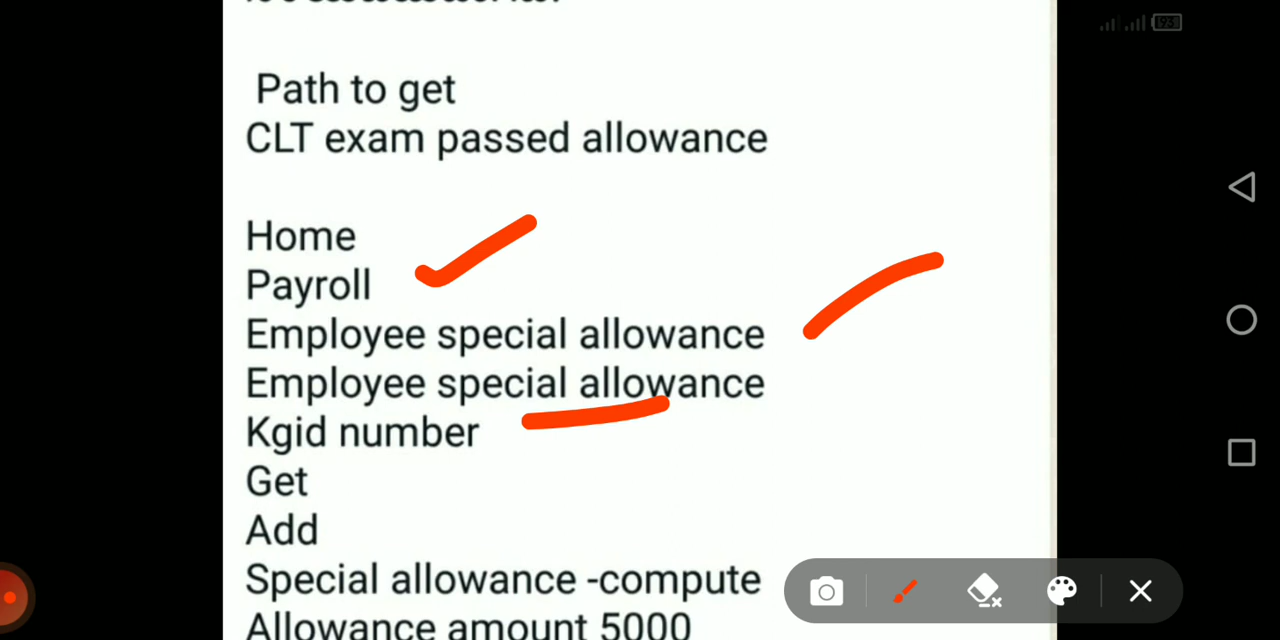 Path to get
CLT exam passed allowance
Home
Payroll
Employee special allowance
Employee special allowance
Kgid number
Get
Add
Special allowance -compute
Allowance amount 5000